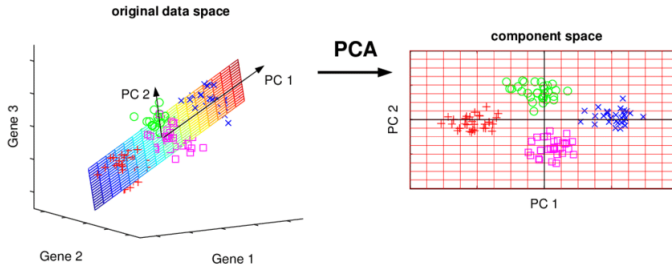 original data space
PCA
component space
PC 1
PC 2
Gene 3
PC 2
Gene 2
Gene 1
PC 1